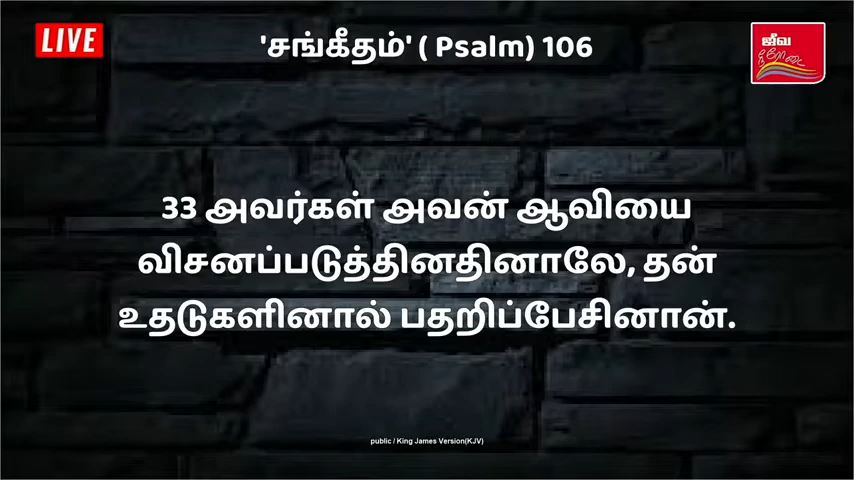 LIVE
'சங்கீதம்' ( Psalm) 106
ஜீவ
நீரோடை
33 அவர்கள் அவன் ஆவியை
விசனப்படுத்தினதினாலே, தன்
உதடுகளினால் பதறிப்பேசினான்.
public / King James Version(KJV)